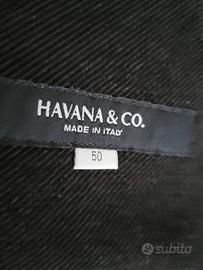 HAVANA & CO.
MADE IN ITALY
50
subito